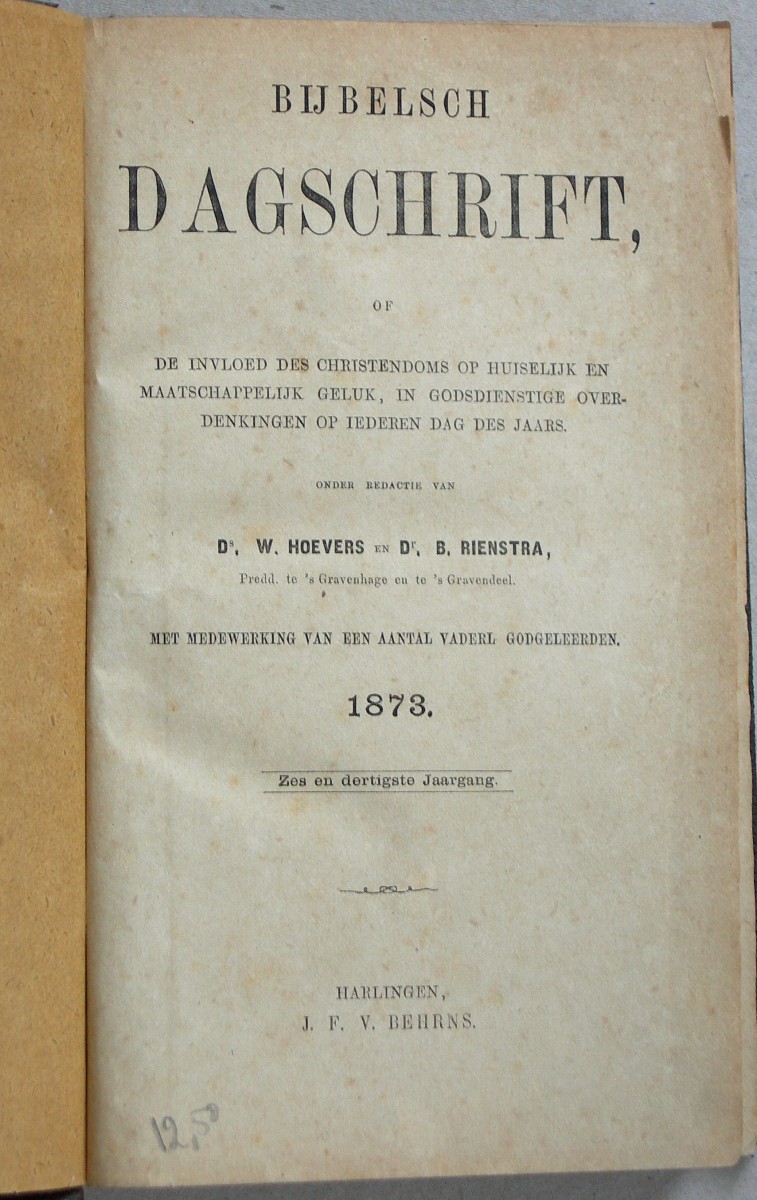 BIJBELSCH
DAGSCHRIFT,
OF
DE INVLOED DES CHRISTENDOMS OP HUISELIJK EN
MAATSCHAPPELIJK GELUK, IN GODSDIENSTIGE OVER-
DENKINGEN OP IEDEREN DAG DES JAARS.
ONDER REDACTIE VAN
Ds. W. HOEVERS EN Dr. B. RIENSTRA,
Predd. te 's Gravenhage en te 's Gravendeel.
MET MEDEWERKING VAN EEN AANTAL VADERL GODGELEERDEN.
1873.
Zes en dertigste Jaargang.
HARLINGEN,
J. F. V. BEHRNS.
12,50